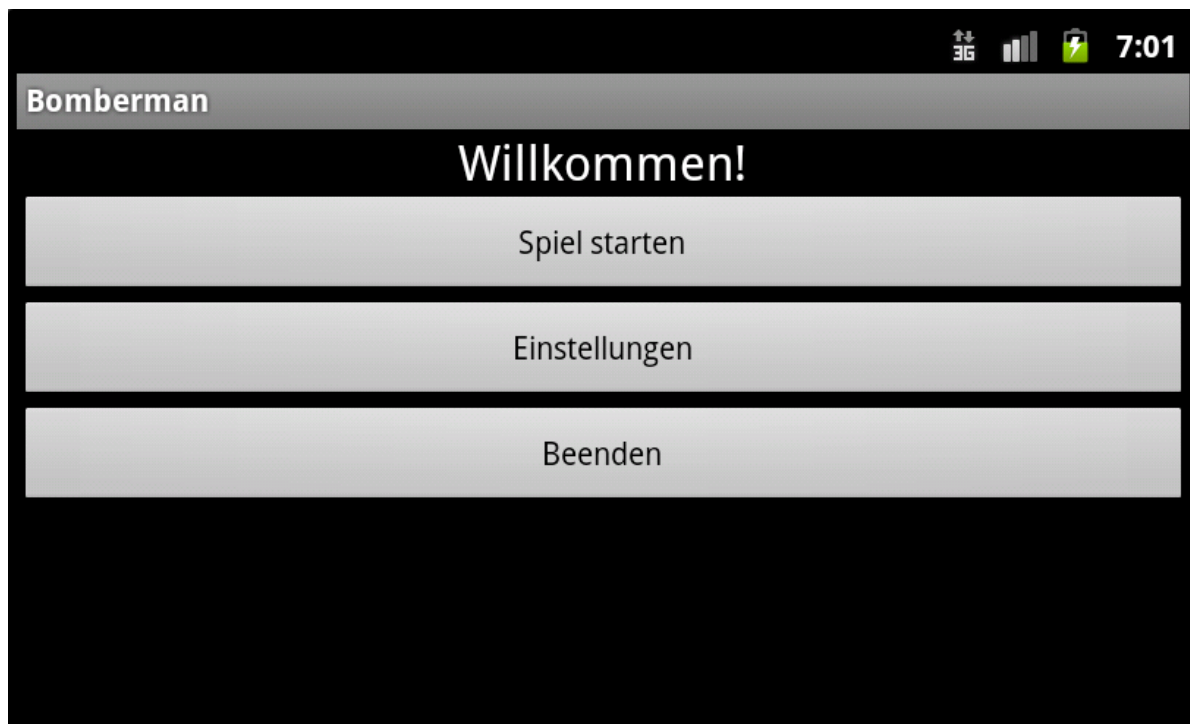 3G 7:01
Bomberman
Willkommen!
Spiel starten
Einstellungen
Beenden